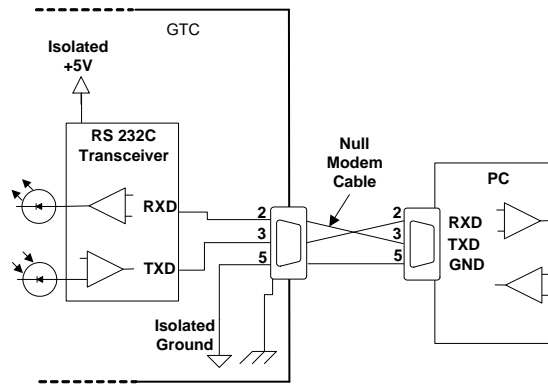 GTC
Isolated
+5V
RS 232C
Transceiver
RXD
TXD
2
3
5
Isolated
Ground
Null
Modem
Cable
2
3
5
PC
RXD
TXD
GND